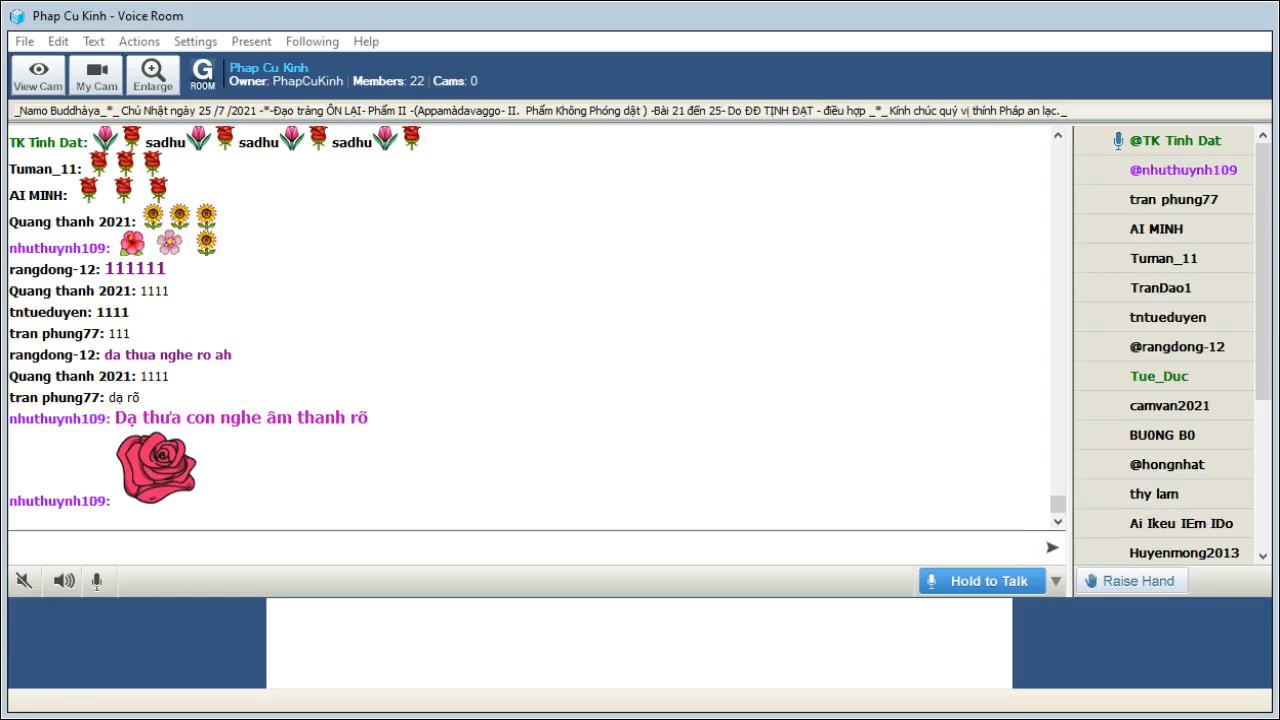 Phap Cu Kinh - Voice Room
File Edit Text Actions Settings Present Following Help
View Cam My Cam Enlarge G ROOM
Phap Cu Kinh
Owner: PhapCuKinh Members: 22 Cams: 0
_Namo Buddhàya_*_ Chủ Nhật ngày 25 /7 /2021 -*-Đạo tràng ÔN LẠI- Phẩm II -(Appamàdavaggo- II. Phẩm Không Phóng dật ) -Bài 21 đến 25- Do ĐĐ TỊNH ĐẠT - điều hợp _*_ Kính chúc quý vị thính Pháp an lạc._
TK Tinh Dat: sadhu sadhu sadhu
Tuman_11:
AI MINH:
Quang thanh 2021:
nhuthuynh109:
rangdong-12: 111111
Quang thanh 2021: 1111
tntueduyen: 1111
tran phung77: 111
rangdong-12: da thua nghe ro ah
Quang thanh 2021: 1111
tran phung77: dạ rõ
nhuthuynh109: Dạ thưa con nghe âm thanh rõ
nhuthuynh109:
@TK Tinh Dat
@nhuthuynh109
tran phung77
AI MINH
Tuman_11
TranDao1
tntueduyen
@rangdong-12
Tue_Duc
camvan2021
BU0NG B0
@hongnhat
thy lam
Ai Ikeu IEm IDo
Huyenmong2013
Hold to Talk
Raise Hand